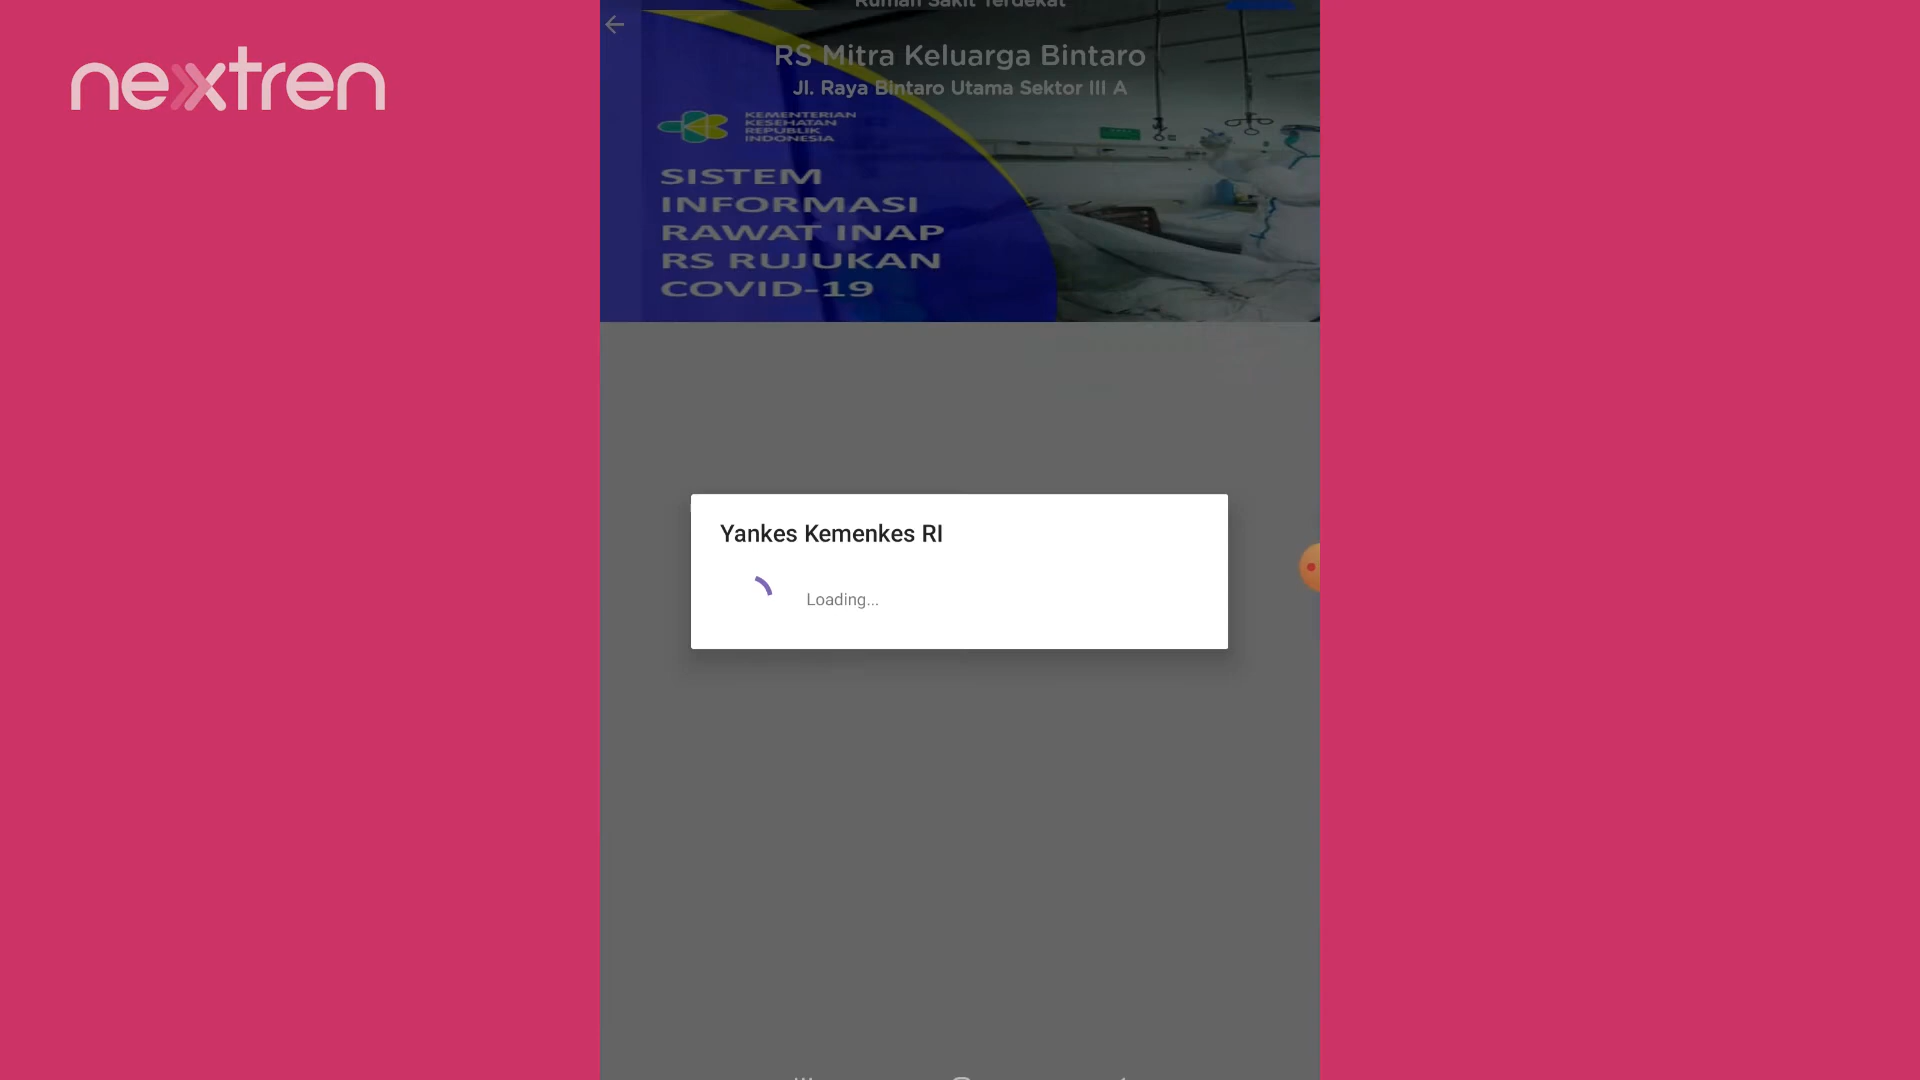 nextren
Rumah Sakit Terdekat
RS Mitra Keluarga Bintaro
Jl. Raya Bintaro Utama Sektor III A
KEMENTERIAN
KESEHATAN
REPUBLIK
INDONESIA
SISTEM
INFORMASI
RAWAT INAP
RS RUJUKAN
COVID-19
Yankes Kemenkes RI
Loading...